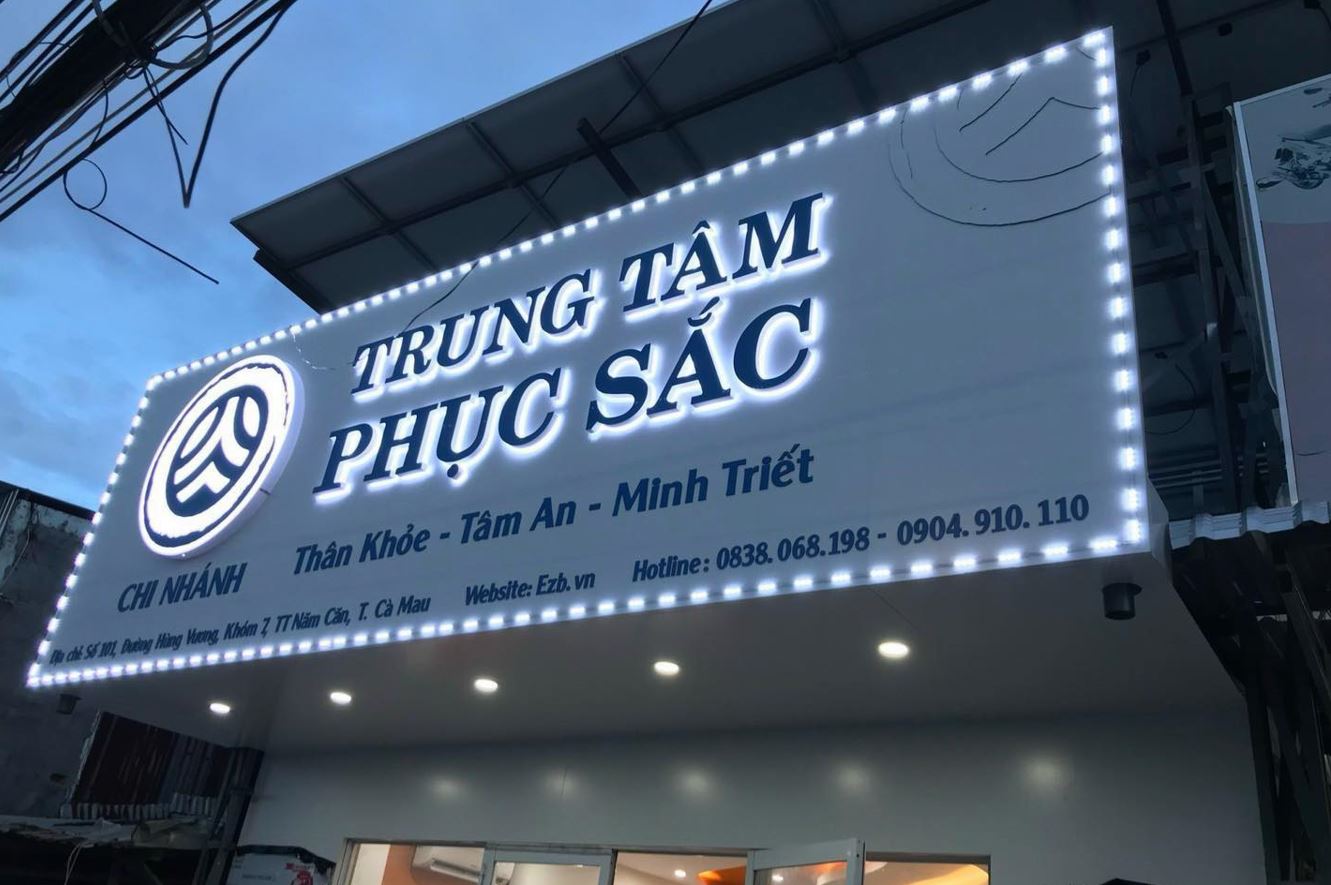 TRUNG TÂM
PHỤC SẮC
Thân Khỏe - Tâm An - Minh Triết
CHI NHÁNH
Địa chỉ: Số 101, Đường Hùng Vương, Khóm 7, TT Năm Căn, T. Cà Mau Website: Ezb.vn Hotline: 0838.068.198 - 0904.910.110